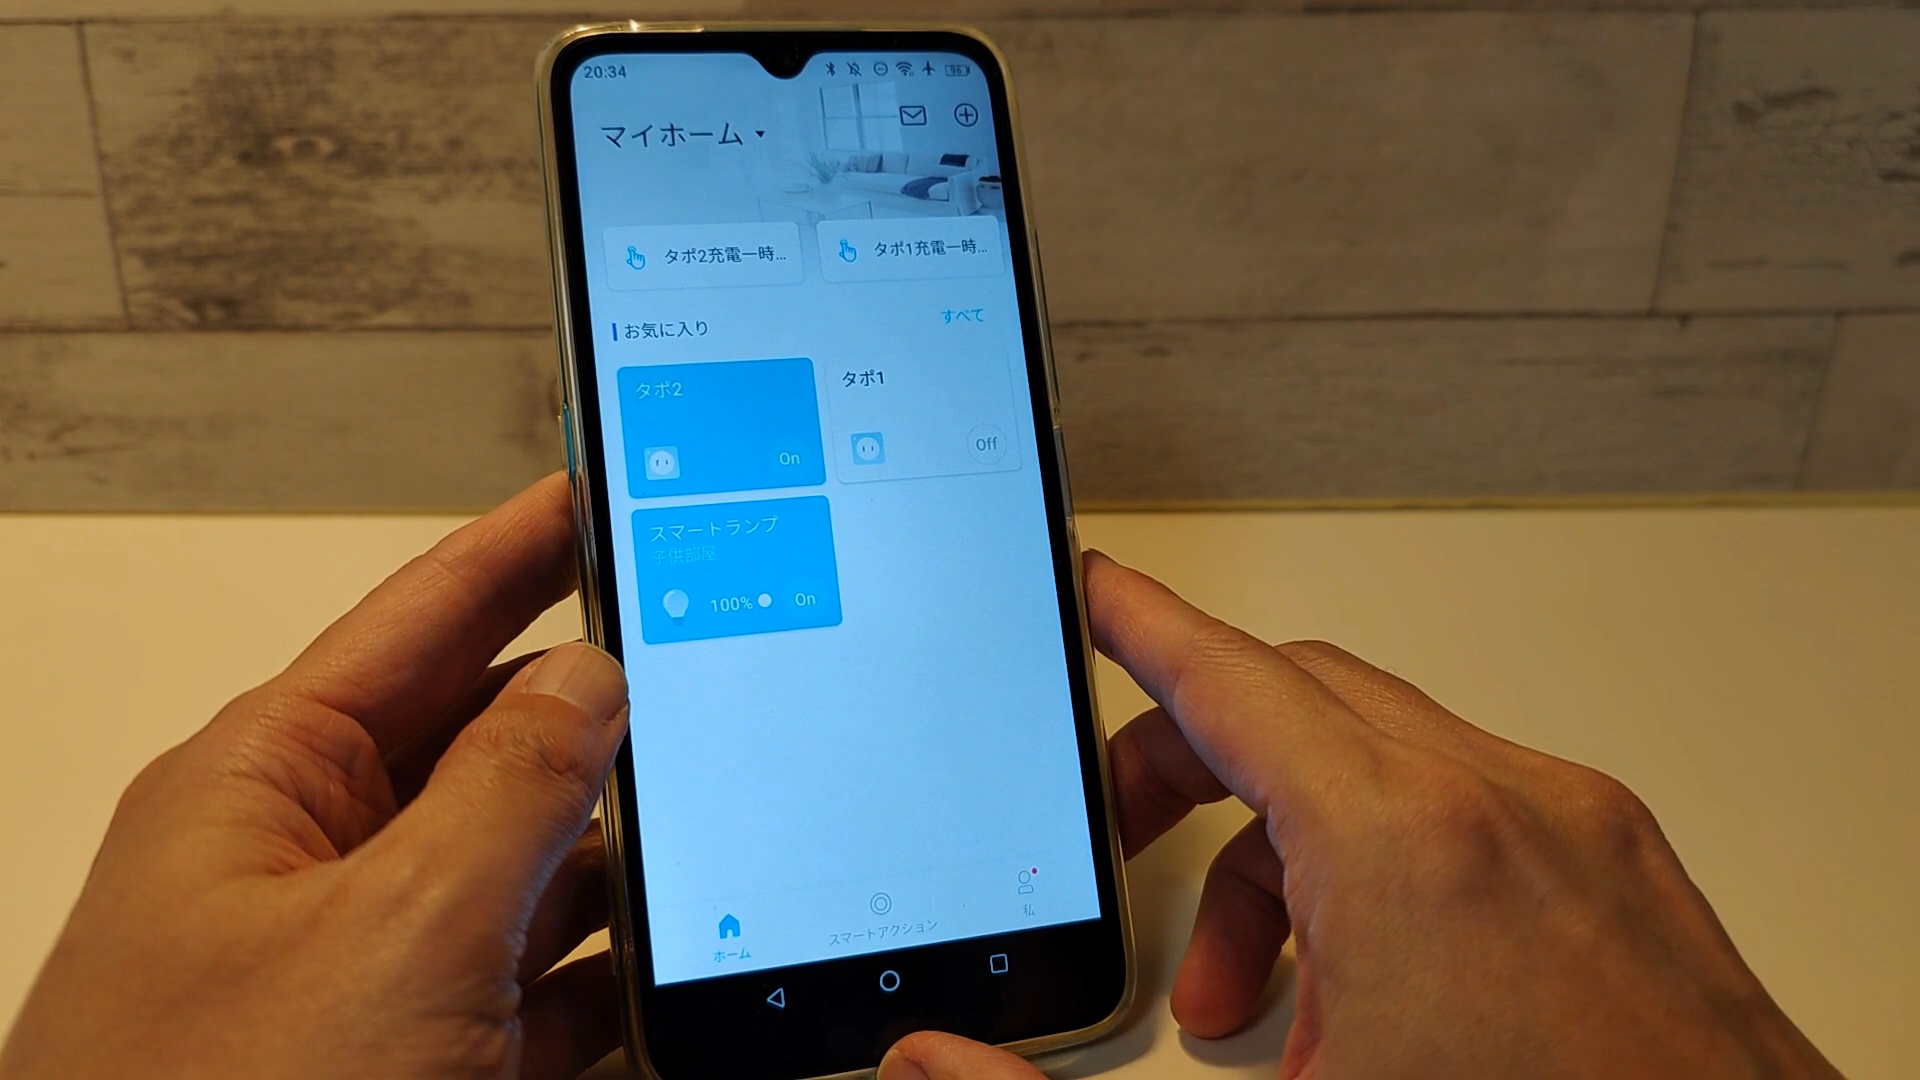 20:34
96
マイホーム
タポ2充電一時...
タポ1充電一時...
お気に入り
すべて
タポ2
On
タポ1
Off
スマートランプ
子供部屋
100%
On
ホーム
スマートアクション
私